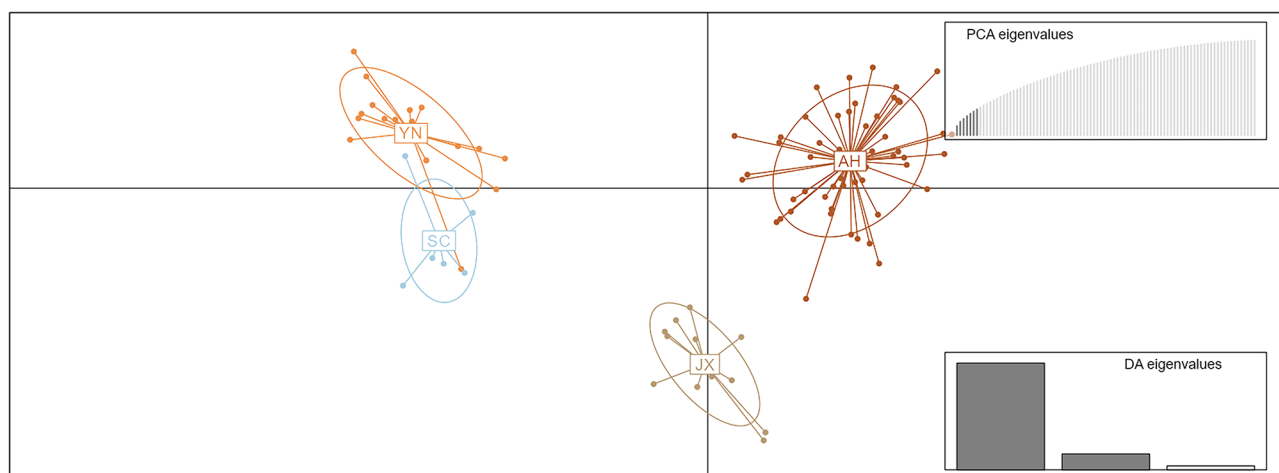 PCA eigenvalues
YN
AH
SC
JX
DA eigenvalues